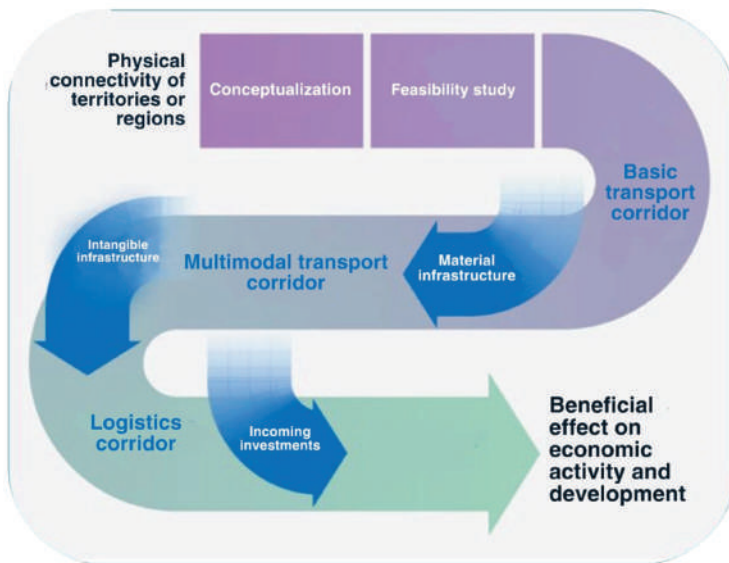 Physical
connectivity of
territories or
regions
Conceptualization
Feasibility study
Basic
transport
corridor
Material
infrastructure
Multimodal transport
corridor
Intangible
infrastructure
Logistics
corridor
Incoming
investments
Beneficial
effect on
economic
activity and
development